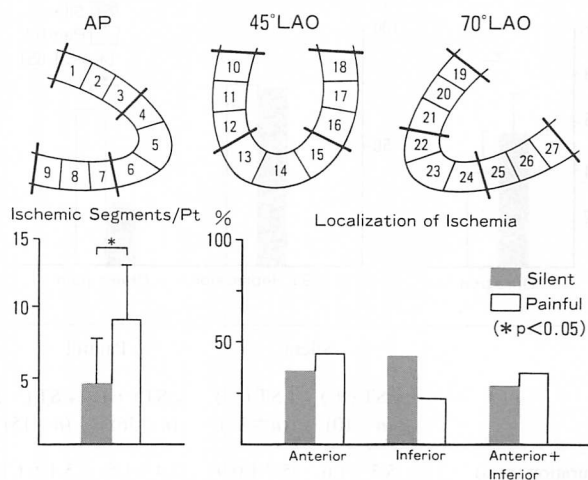 AP 45°LAO 70°LAO
1 2 3 4 5 6 7 8 9
10 11 12 13 14 15 16 17 18
19 20 21 22 23 24 25 26 27
Ischemic Segments/Pt
15
10
5
*
% Localization of Ischemia
100
50
Silent
Painful
(* p<0.05)
Anterior Inferior Anterior+
Inferior